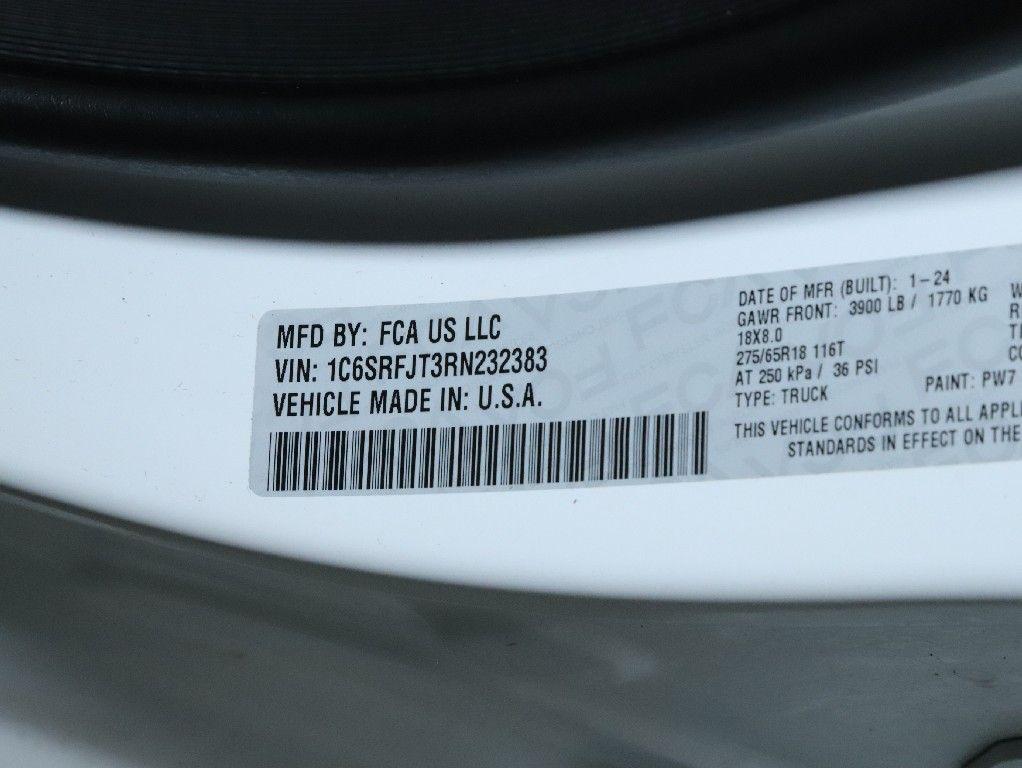 MFD BY: FCA US LLC
VIN: 1C6SRFJT3RN232383
VEHICLE MADE IN: U.S.A.
DATE OF MFR (BUILT): 1-24
GAWR FRONT: 3900 LB / 1770 KG
18X8.0
275/65R18 116T
AT 250 kPa / 36 PSI
TYPE: TRUCK
PAINT: PW7
THIS VEHICLE CONFORMS TO ALL APPLI
STANDARDS IN EFFECT ON THE